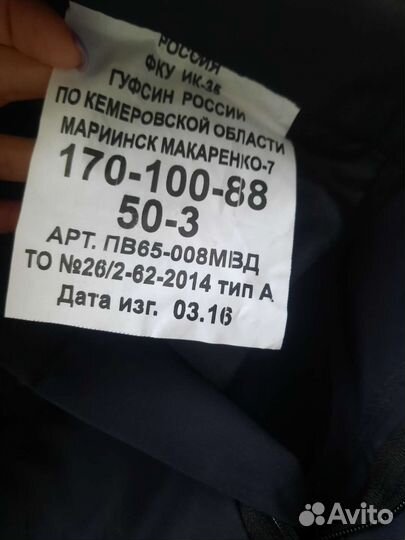 РОССИЯ
ФКУ ИК-35
ГУФСИН РОССИИ
ПО КЕМЕРОВСКОЙ ОБЛАСТИ
МАРИИНСК МАКАРЕНКО-7
170-100-88
50-3
АРТ. ПВ65-008МВД
ТО №26/2-62-2014 тип А
Дата изг. 03.16
Avito